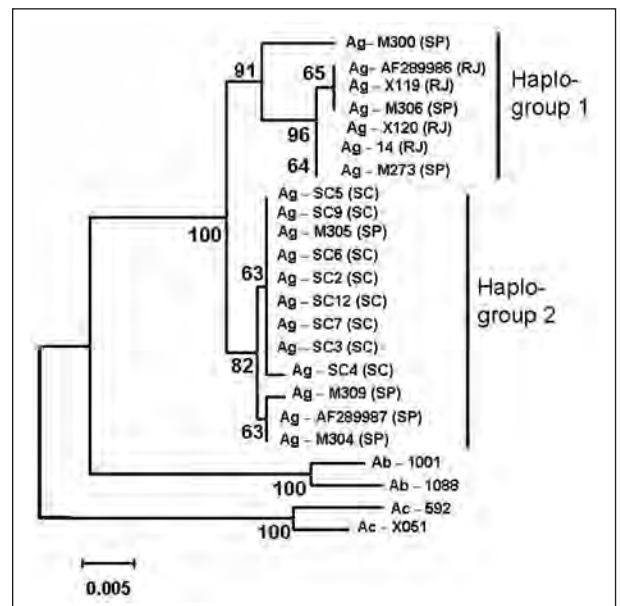 Ag– M300 (SP)
91
65
Ag– AF289986 (RJ)
Ag – X119 (RJ)
Ag – M306 (SP)
Haplo-
group 1
96
Ag – X120 (RJ)
Ag – 14 (RJ)
64
Ag – M273 (SP)
Ag – SC5 (SC)
Ag – SC9 (SC)
100
Ag – M305 (SP)
Ag – SC6 (SC)
63
Ag – SC2 (SC)
Ag – SC12 (SC)
Haplo-
group 2
Ag – SC7 (SC)
Ag – SC3 (SC)
82
Ag – SC4 (SC)
Ag – M309 (SP)
Ag – AF289987 (SP)
63
Ag – M304 (SP)
Ab – 1001
100
Ab – 1088
Ac – 592
100
Ac – X051
0.005